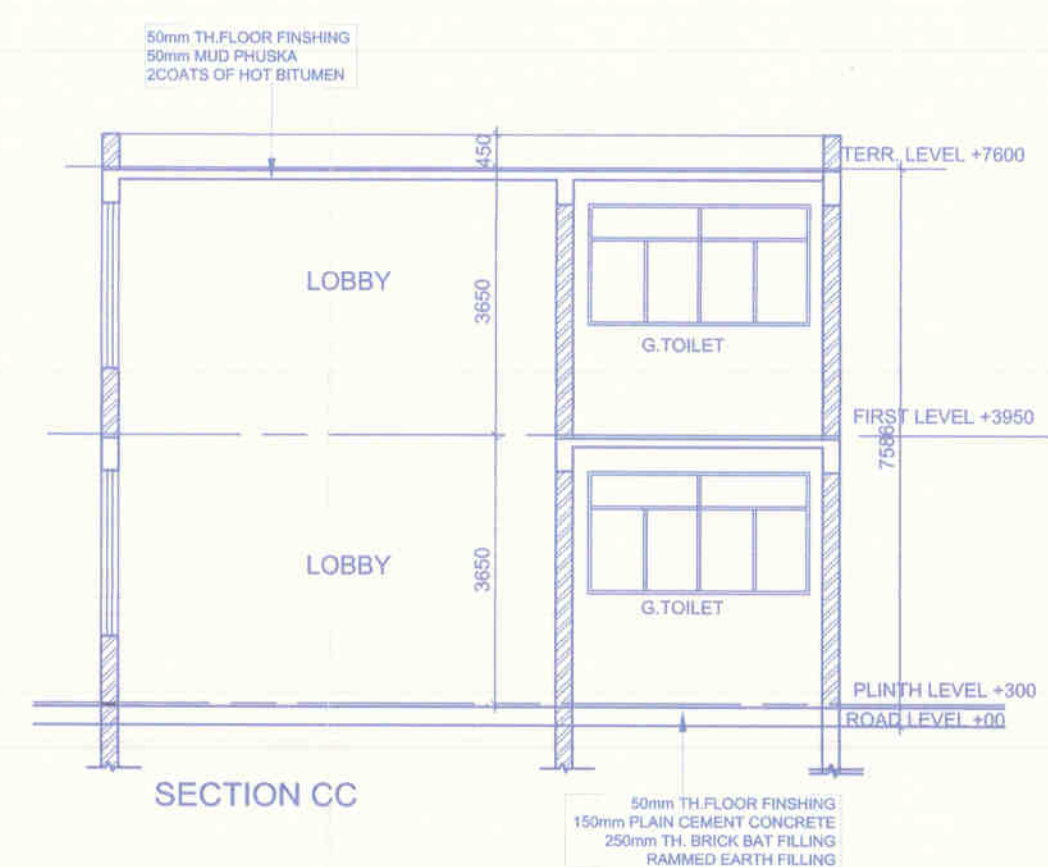 50mm TH.FLOOR FINSHING
50mm MUD PHUSKA
2COATS OF HOT BITUMEN
450
TERR. LEVEL +7600
LOBBY
3650
G.TOILET
FIRST LEVEL +3950
7586
LOBBY
3650
G.TOILET
PLINTH LEVEL +300
ROAD LEVEL +00
SECTION CC
50mm TH.FLOOR FINSHING
150mm PLAIN CEMENT CONCRETE
250mm TH. BRICK BAT FILLING
RAMMED EARTH FILLING